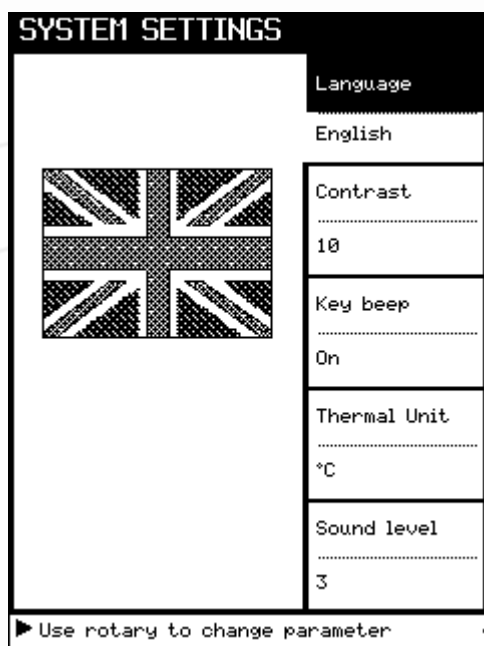 SYSTEM SETTINGS
Language
English
Contrast
10
Key beep
On
Thermal Unit
°C
Sound level
3
Use rotary to change parameter